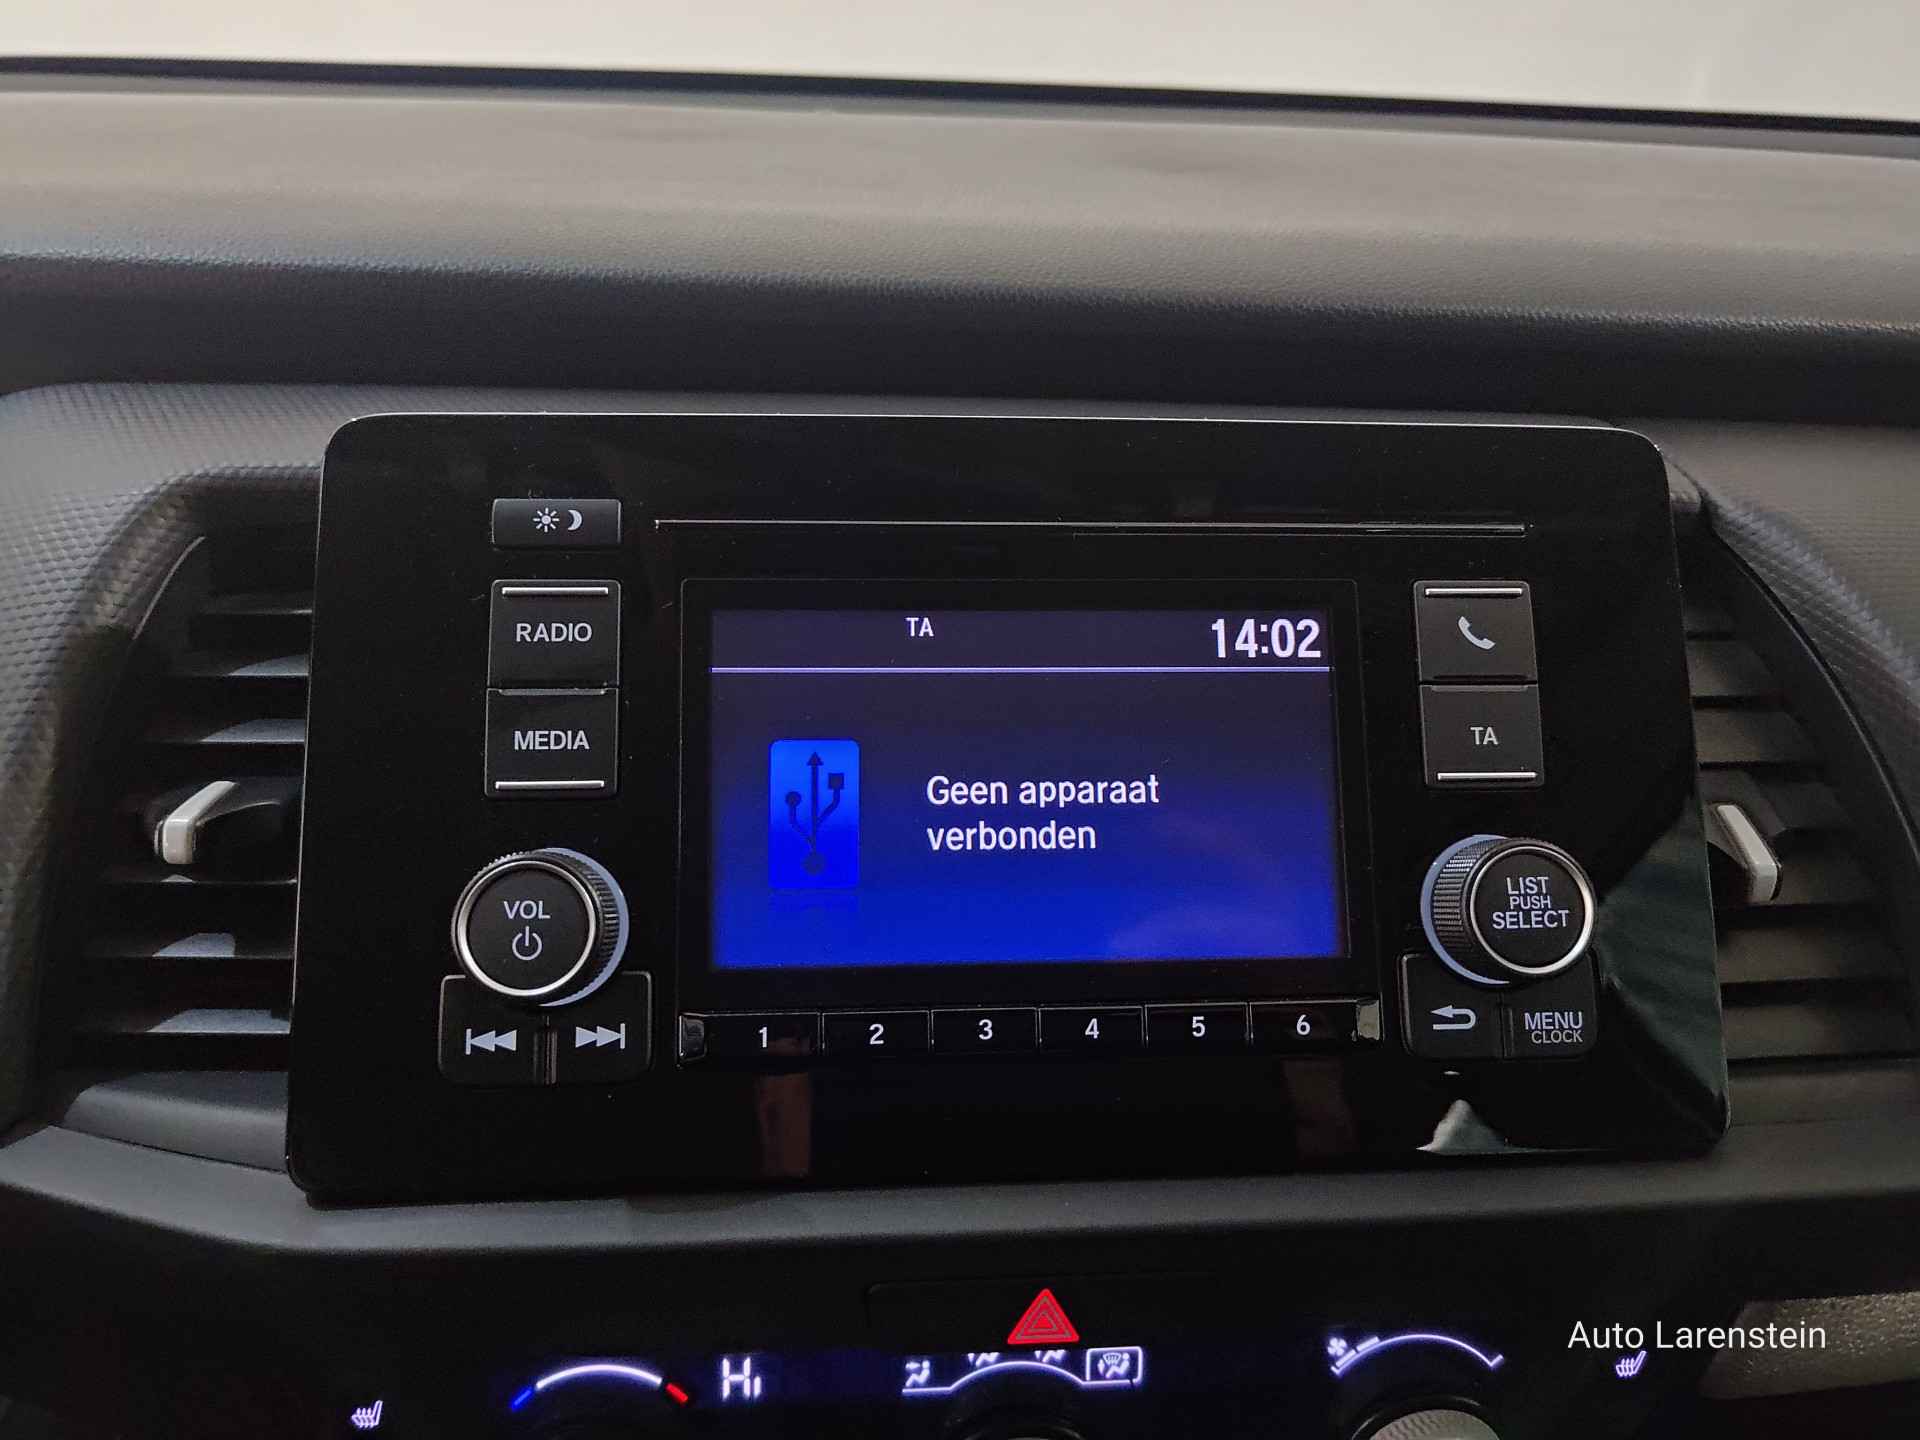 TA 14:02
RADIO
MEDIA
TA
Geen apparaat
verbonden
VOL
LIST
PUSH
SELECT
1 2 3 4 5 6
MENU
CLOCK
Auto Larenstein
Hi